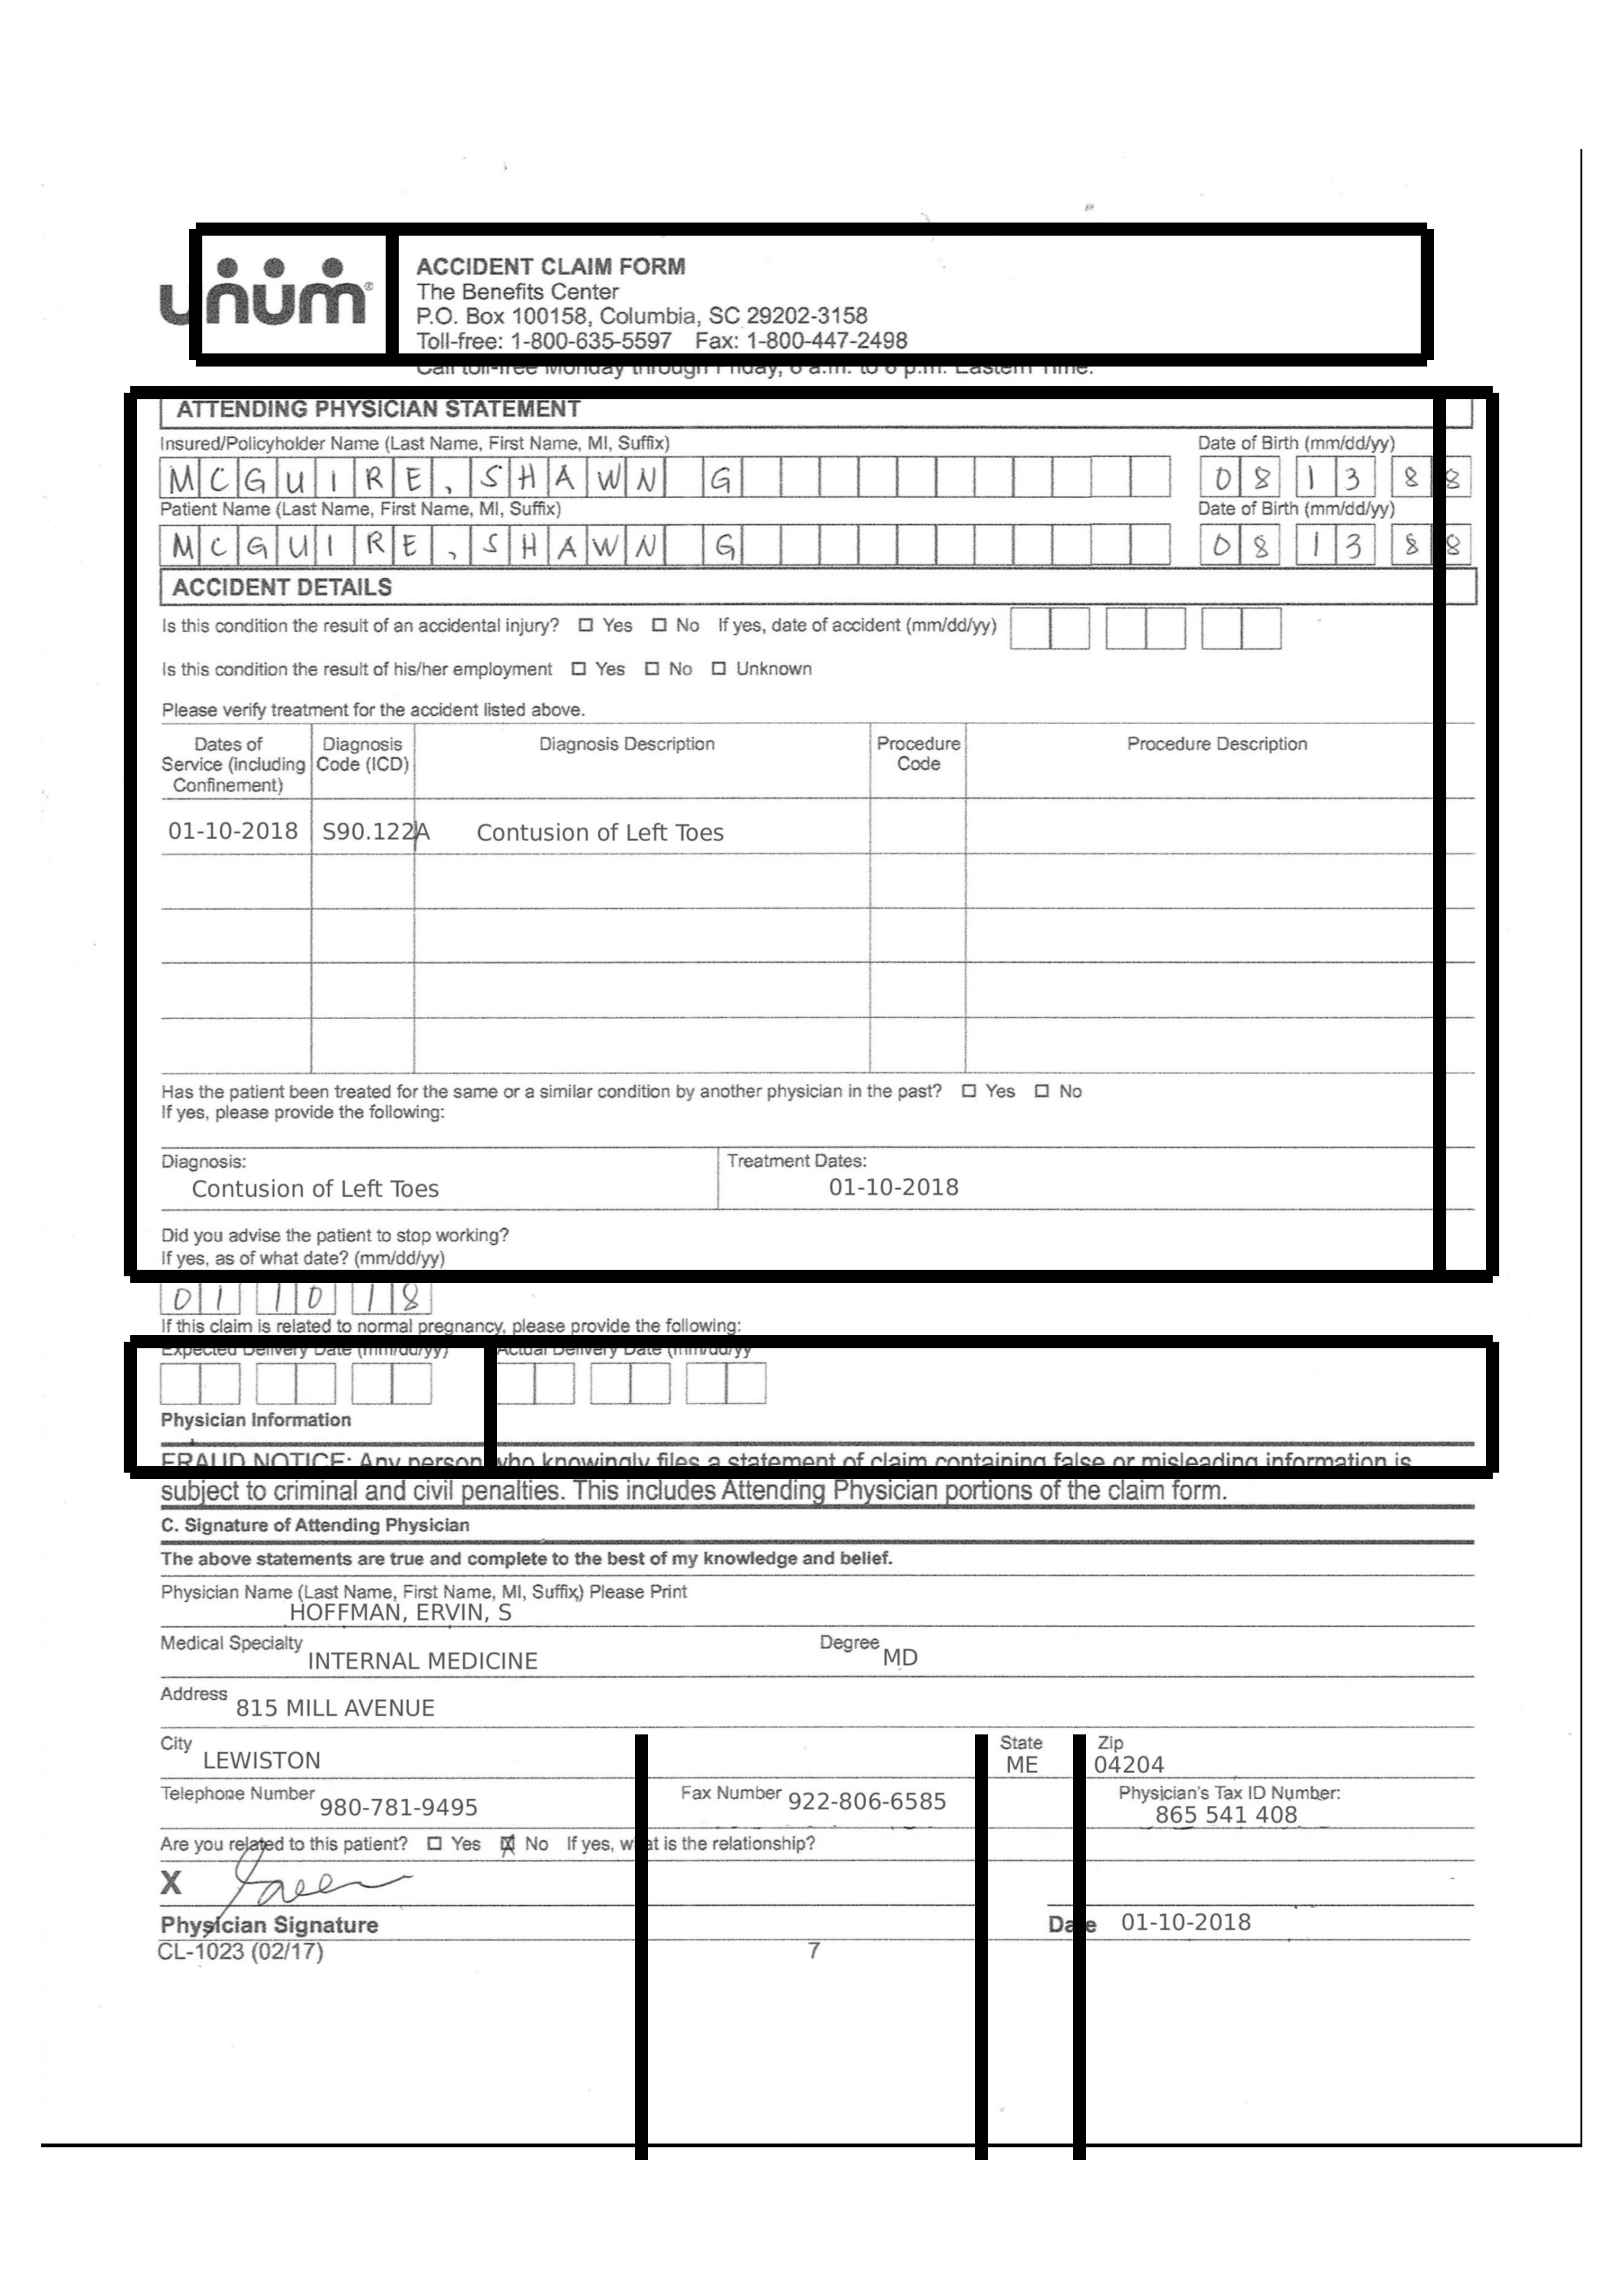 unum®
ACCIDENT CLAIM FORM
The Benefits Center
P.O. Box 100158, Columbia, SC 29202-3158
Toll-free: 1-800-635-5597 Fax: 1-800-447-2498
Call toll-free Monday through Friday, 8 a.m. to 8 p.m. Eastern Time.
ATTENDING PHYSICIAN STATEMENT
Insured/Policyholder Name (Last Name, First Name, MI, Suffix) Date of Birth (mm/dd/yy)
MCGUIRE, SHAWN G 08 13 88
Patient Name (Last Name, First Name, MI, Suffix) Date of Birth (mm/dd/yy)
MCGUIRE, SHAWN G 08 13 88
ACCIDENT DETAILS
Is this condition the result of an accidental injury? ☐ Yes ☐ No If yes, date of accident (mm/dd/yy)
Is this condition the result of his/her employment ☐ Yes ☐ No ☐ Unknown
Please verify treatment for the accident listed above.
Dates of Diagnosis Diagnosis Description Procedure Procedure Description
Service (including Code (ICD) Code
Confinement)
01-10-2018 S90.122A Contusion of Left Toes
Has the patient been treated for the same or a similar condition by another physician in the past? ☐ Yes ☐ No
If yes, please provide the following:
Diagnosis: Treatment Dates:
Contusion of Left Toes 01-10-2018
Did you advise the patient to stop working?
If yes, as of what date? (mm/dd/yy)
01 10 18
If this claim is related to normal pregnancy, please provide the following:
Expected Delivery Date (mm/dd/yy) Actual Delivery Date (mm/dd/yy
Physician Information
FRAUD NOTICE: Any person who knowingly files a statement of claim containing false or misleading information is
subject to criminal and civil penalties. This includes Attending Physician portions of the claim form.
C. Signature of Attending Physician
The above statements are true and complete to the best of my knowledge and belief.
Physician Name (Last Name, First Name, MI, Suffix) Please Print
HOFFMAN, ERVIN, S
Medical Specialty INTERNAL MEDICINE Degree MD
Address 815 MILL AVENUE
City LEWISTON State ME Zip 04204
Telephone Number 980-781-9495 Fax Number 922-806-6585 Physician's Tax ID Number: 865 541 408
Are you related to this patient? ☐ Yes ☒ No If yes, what is the relationship?
X
Physician Signature Date 01-10-2018
CL-1023 (02/17) 7